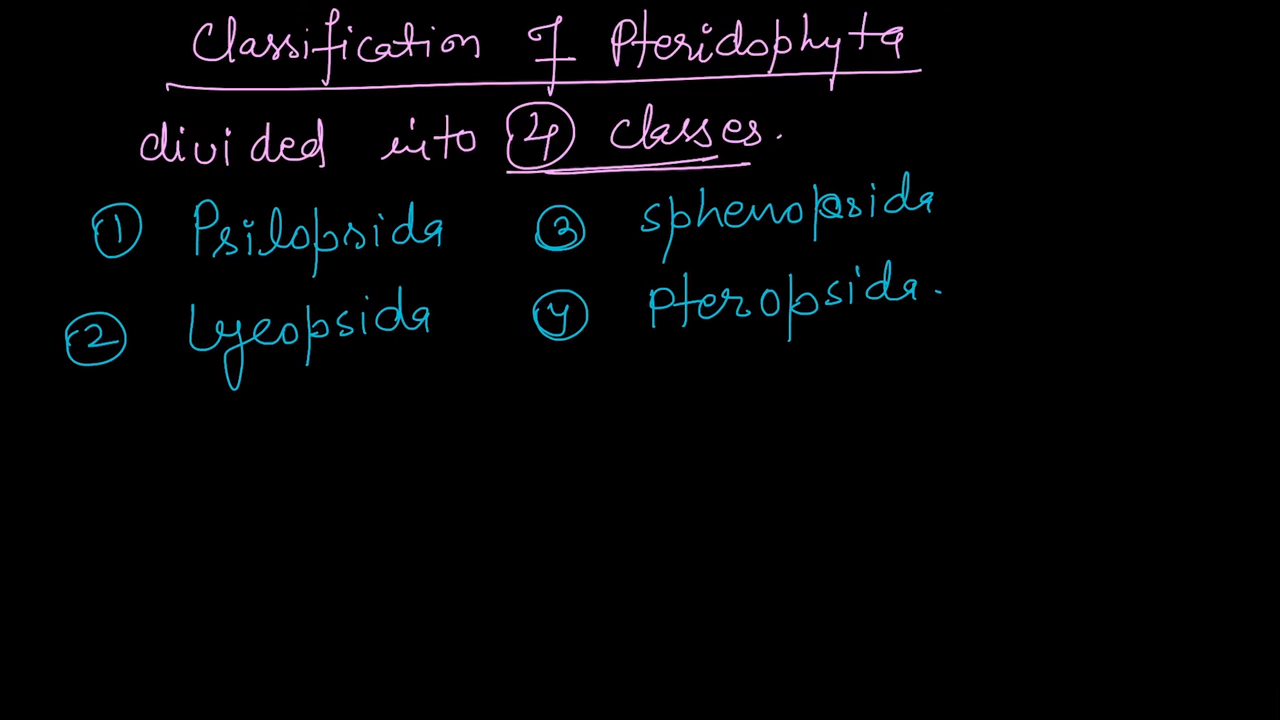 Classification of Pteridophyta
divided into 4 classes.
1 Psilopsida
2 Lycopsida
3 sphenopsida
4 Pteropsida.